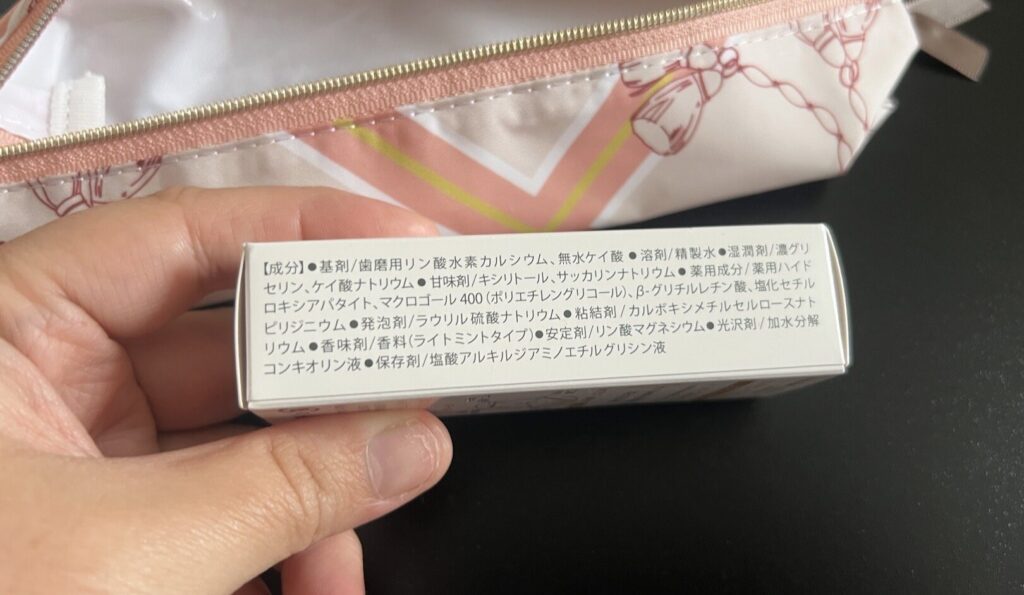 【成分】●基剤/歯磨用リン酸水素カルシウム、無水ケイ酸 ●溶剤/精製水●湿潤剤/濃グリ
セリン、ケイ酸ナトリウム●甘味剤/キシリトール、サッカリンナトリウム●薬用成分/薬用ハイド
ロキシアパタイト、マクロゴール400(ポリエチレングリコール)、β-グリチルレチン酸、塩化セチル
ピリジニウム●発泡剤/ラウリル硫酸ナトリウム●粘結剤/カルボキシメチルセルロースナト
リウム●香味剤/香料(ライトミントタイプ)●安定剤/リン酸マグネシウム●光沢剤/加水分解
コンキオリン液●保存剤/塩酸アルキルジアミノエチルグリシン液